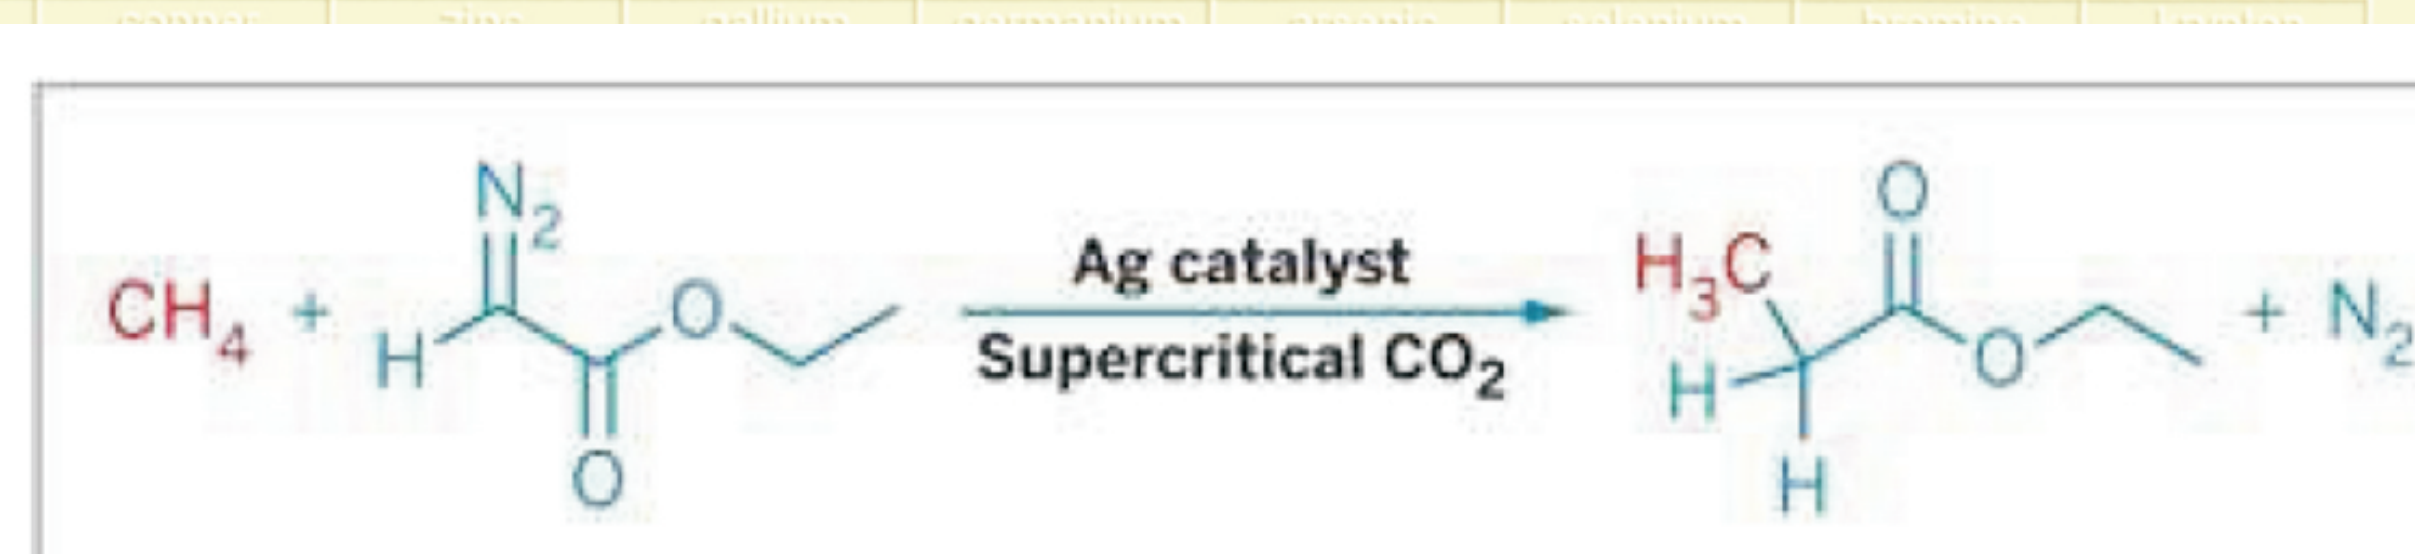 CH₄ + H N₂ O O Ag catalyst H₃C O H H O + N₂
Supercritical CO₂